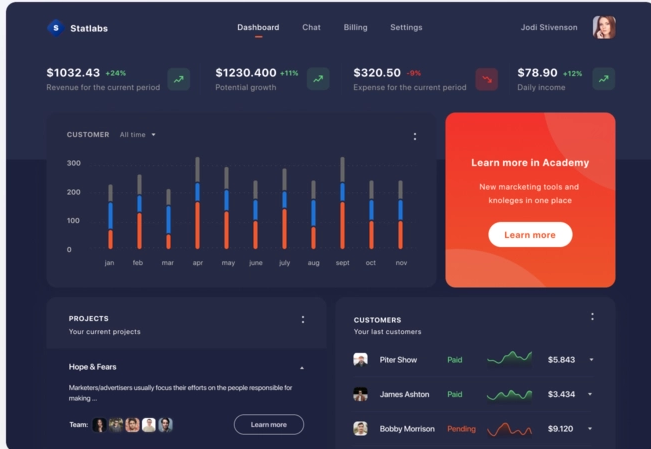 S Statlabs
Dashboard Chat Billing Settings
Jodi Stivenson
$1032.43 +24%
Revenue for the current period
$1230.400 +11%
Potential growth
$320.50 -9%
Expense for the current period
$78.90 +12%
Daily income
CUSTOMER All time
300
200
100
0
jan feb mar apr may june july aug sept oct nov
Learn more in Academy
New marcketing tools and
knoleges in one place
Learn more
PROJECTS
Your current projects
Hope & Fears
Marketers/advertisers usually focus their efforts on the people responsible for
making ...
Team:
Learn more
CUSTOMERS
Your last customers
Piter Show Paid $5.843
James Ashton Paid $3.434
Bobby Morrison Pending $9.120